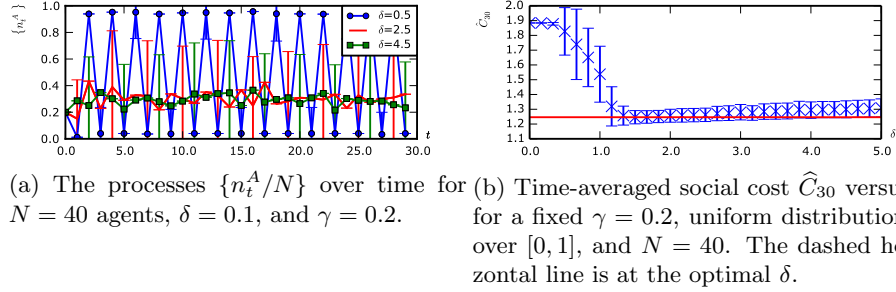 {n_t^A}
1.0
0.8
0.6
0.4
0.2
0.0
0.0
5.0
10.0
15.0
20.0
25.0
30.0
t
δ=0.5
δ=2.5
δ=4.5
Ĉ_30
1.9
1.8
1.7
1.6
1.5
1.4
1.3
1.2
1.1
0.0
1.0
2.0
3.0
4.0
5.0
δ
(a) The processes {n_t^A/N} over time for
N = 40 agents, δ = 0.1, and γ = 0.2.
(b) Time-averaged social cost Ĉ_30 versu
for a fixed γ = 0.2, uniform distribution
over [0, 1], and N = 40. The dashed ho
zontal line is at the optimal δ.